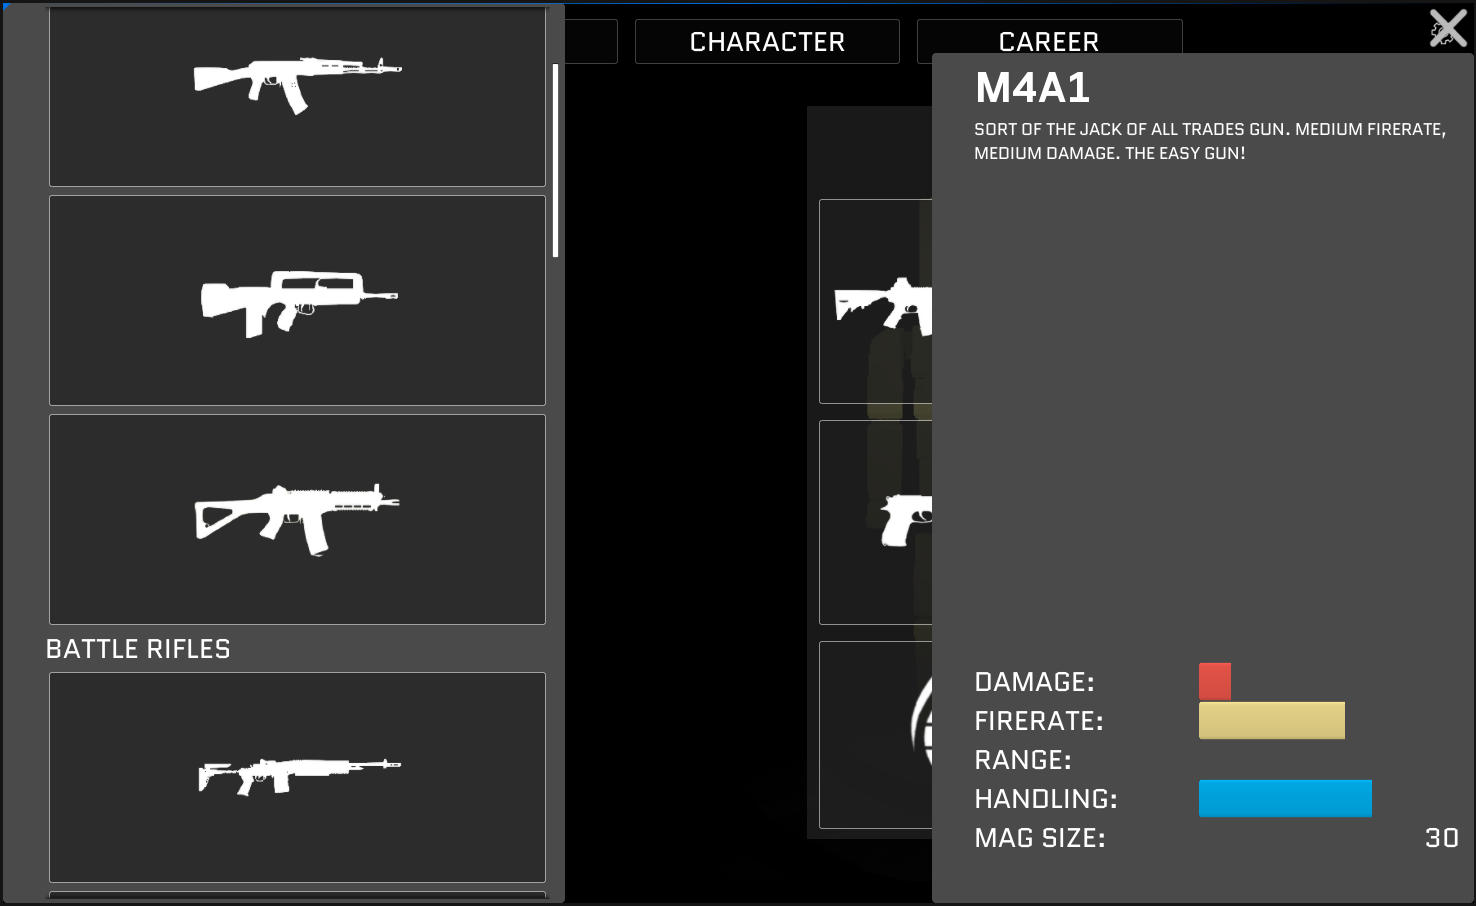 CHARACTER
CAREER
M4A1
SORT OF THE JACK OF ALL TRADES GUN. MEDIUM FIRERATE,
MEDIUM DAMAGE. THE EASY GUN!
BATTLE RIFLES
DAMAGE:
FIRERATE:
RANGE:
HANDLING:
MAG SIZE: 30